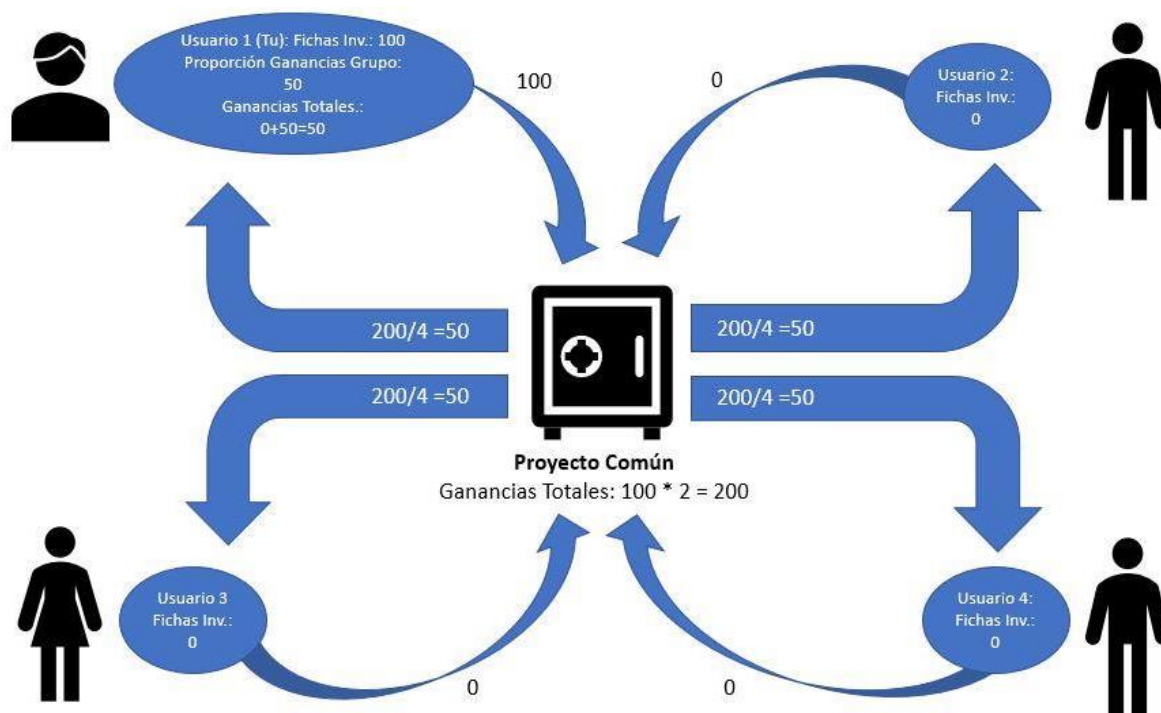 Usuario 1 (Tu): Fichas Inv.: 100
Proporción Ganancias Grupo:
50
Ganancias Totales.:
0+50=50
100
0
Usuario 2:
Fichas Inv.:
0
200/4 =50
200/4 =50
200/4 =50
200/4 =50
Proyecto Común
Ganancias Totales: 100 * 2 = 200
Usuario 3
Fichas Inv.:
0
Usuario 4:
Fichas Inv.:
0
0
0